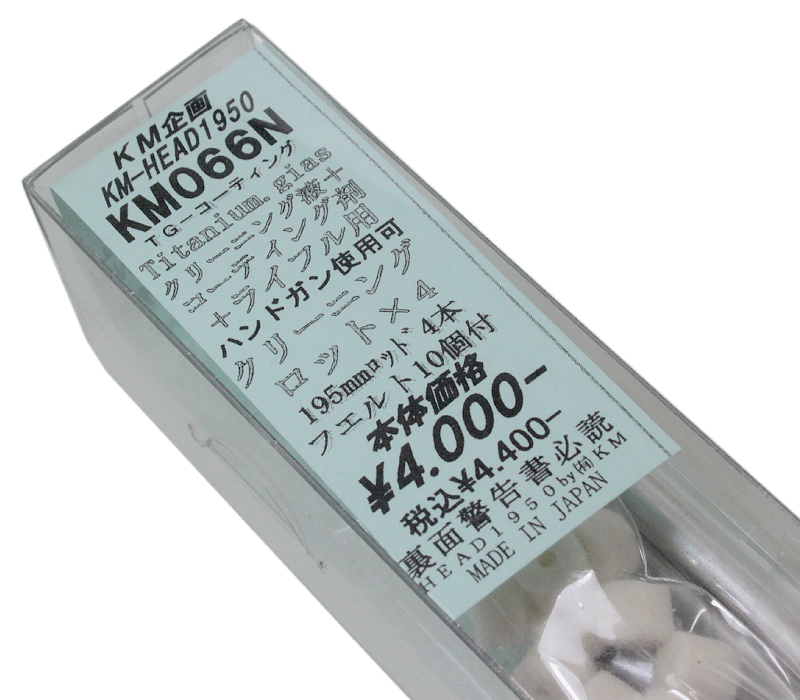 KM企画
KM-HEAD1950
KM066N
TG-コーティング
Titanium.gias
クリーニング液+
コーティング剤
+ライフル用
ハンドガン使用可
クリーニング
ロット×4
195mmロッド 4本
フエルト10個付
本体価格
¥4.000-
税込¥4.400-
裏面警告書必読
HEAD1950by㈲KM
MADE IN JAPAN